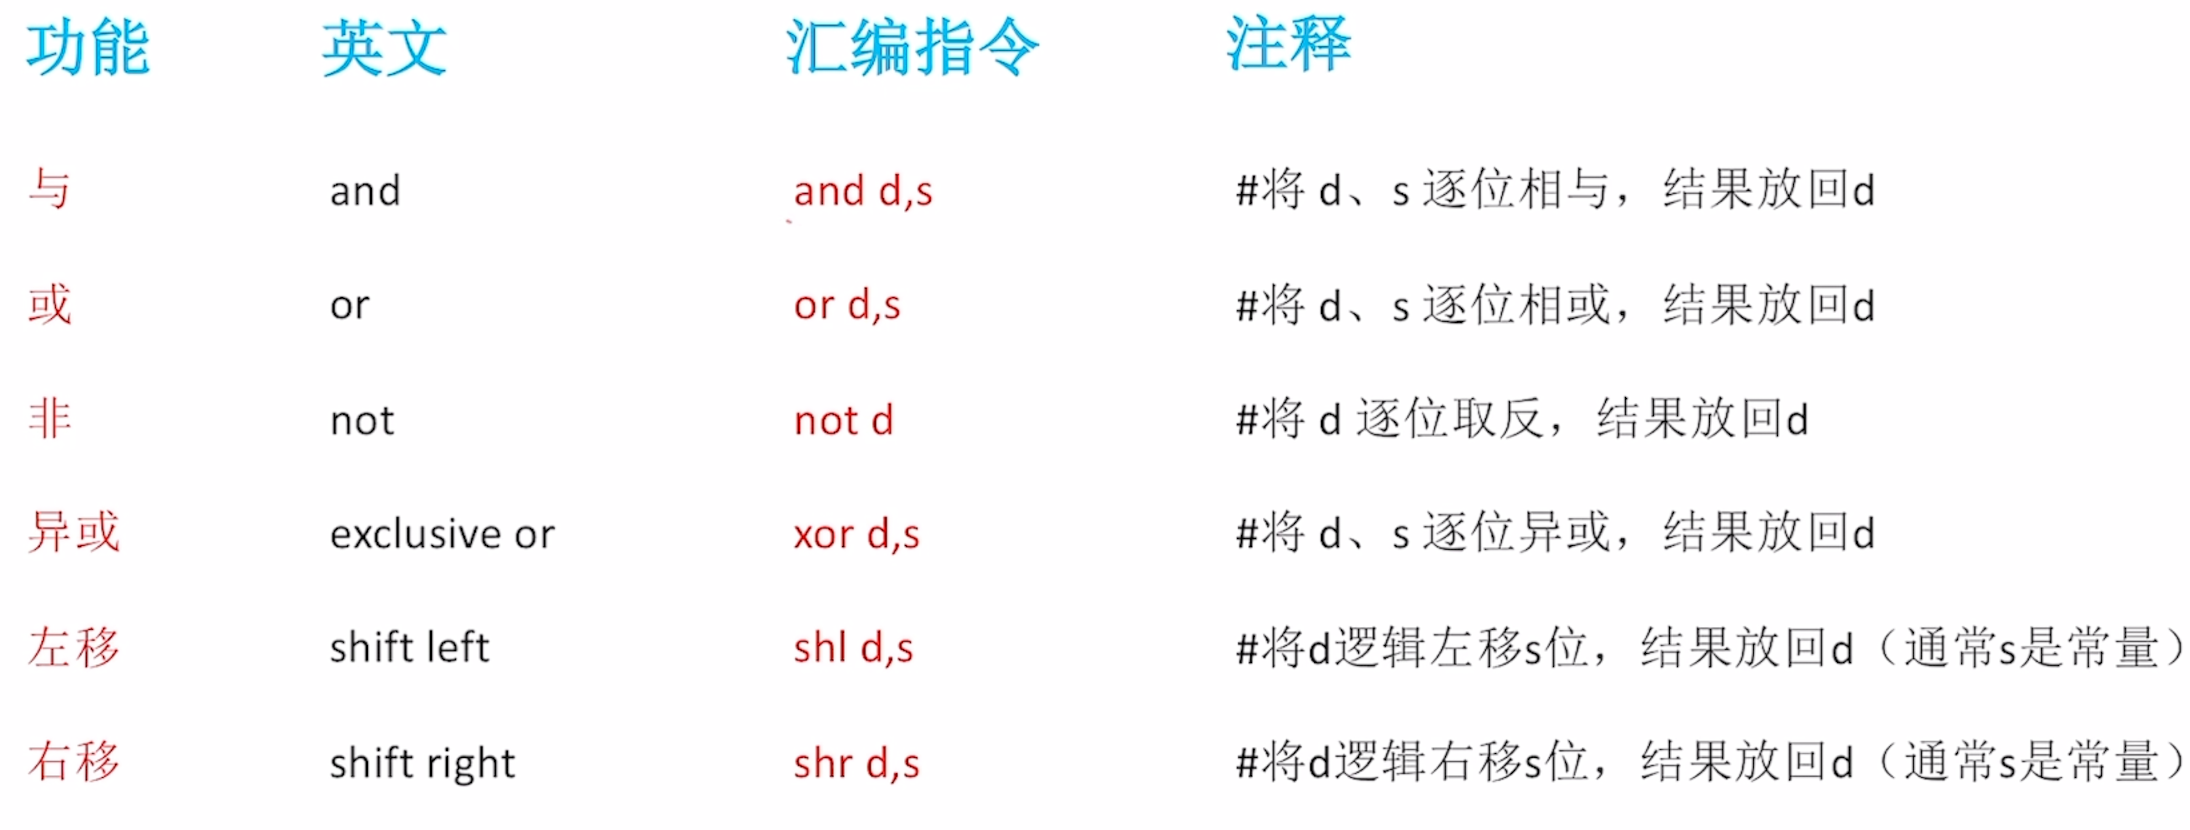 功能 英文 汇编指令 注释
与 and and d,s #将 d、s 逐位相与，结果放回d
或 or or d,s #将 d、s 逐位相或，结果放回d
非 not not d #将 d 逐位取反，结果放回d
异或 exclusive or xor d,s #将 d、s 逐位异或，结果放回d
左移 shift left shl d,s #将d逻辑左移s位，结果放回d（通常s是常量）
右移 shift right shr d,s #将d逻辑右移s位，结果放回d（通常s是常量）